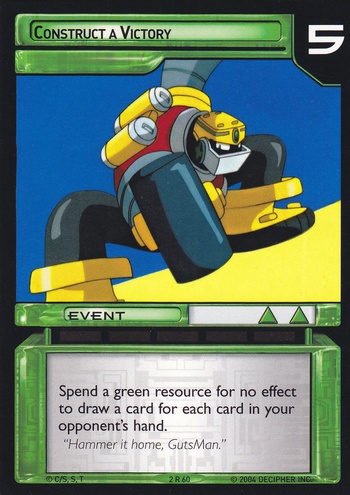 CONSTRUCT A VICTORY
5
EVENT
Spend a green resource for no effect
to draw a card for each card in your
opponent's hand.
"Hammer it home, GutsMan."
© C/S, S, T 2 R 60 © 2004 DECIPHER INC.